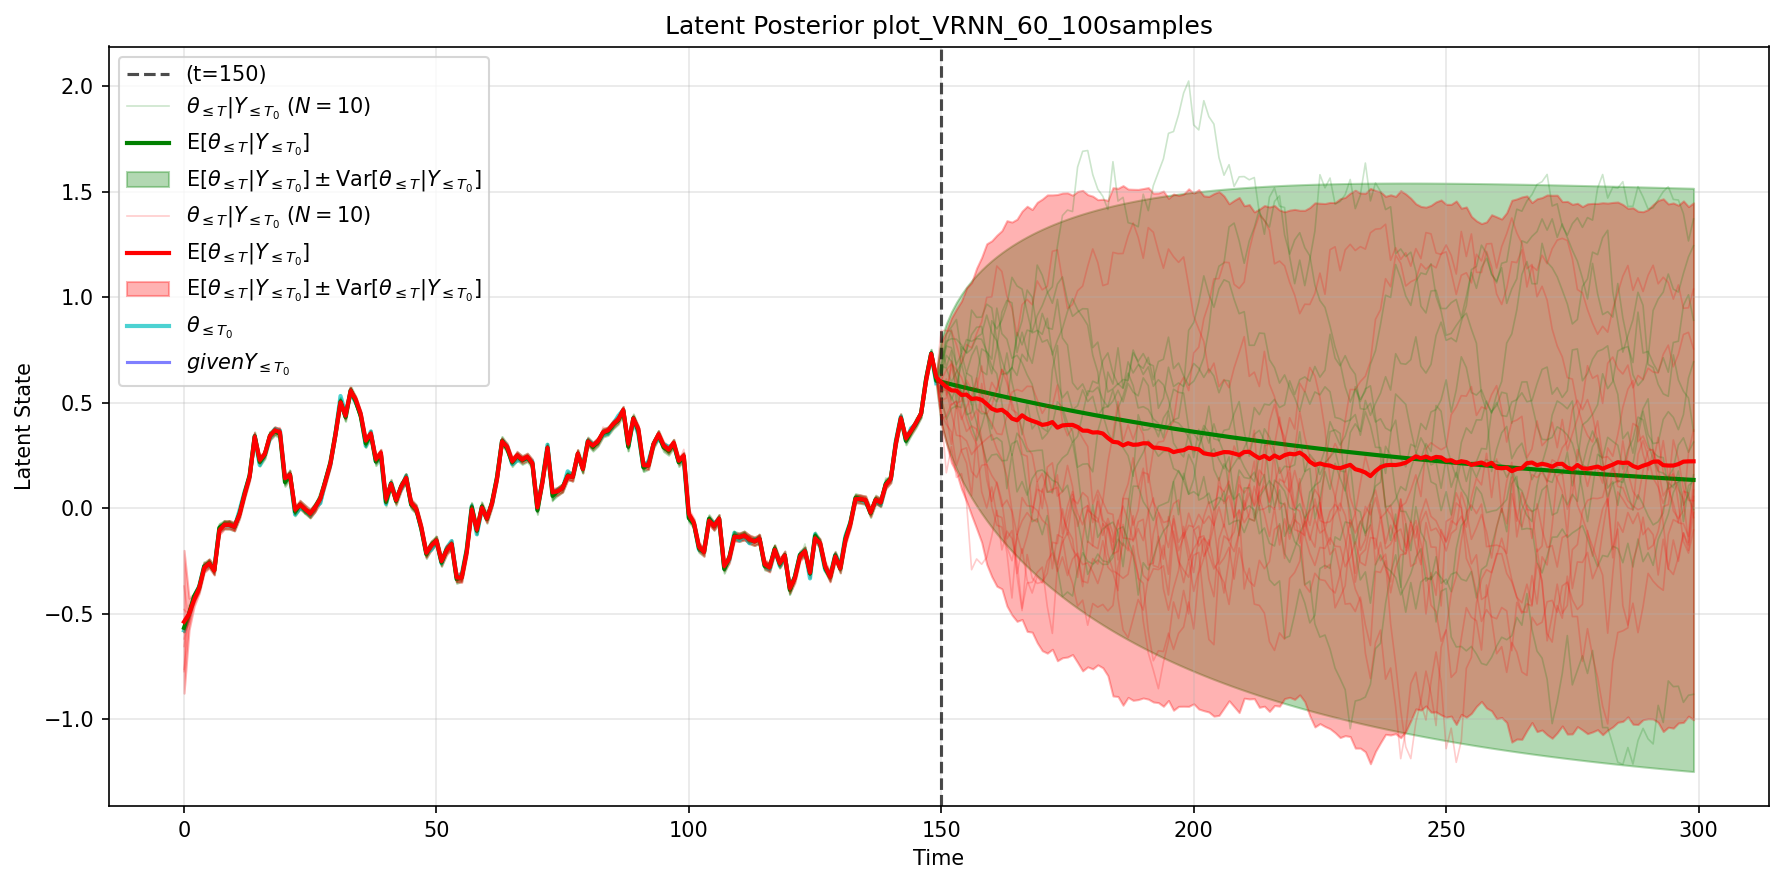 Latent Posterior plot_VRNN_60_100samples
(t=150)
θ≤T|Y≤T₀ (N = 10)
E[θ≤T|Y≤T₀]
E[θ≤T|Y≤T₀] ± Var[θ≤T|Y≤T₀]
θ≤T|Y≤T₀ (N = 10)
E[θ≤T|Y≤T₀]
E[θ≤T|Y≤T₀] ± Var[θ≤T|Y≤T₀]
θ≤T₀
givenY≤T₀
2.0
1.5
1.0
0.5
0.0
−0.5
−1.0
Latent State
0 50 100 150 200 250 300
Time